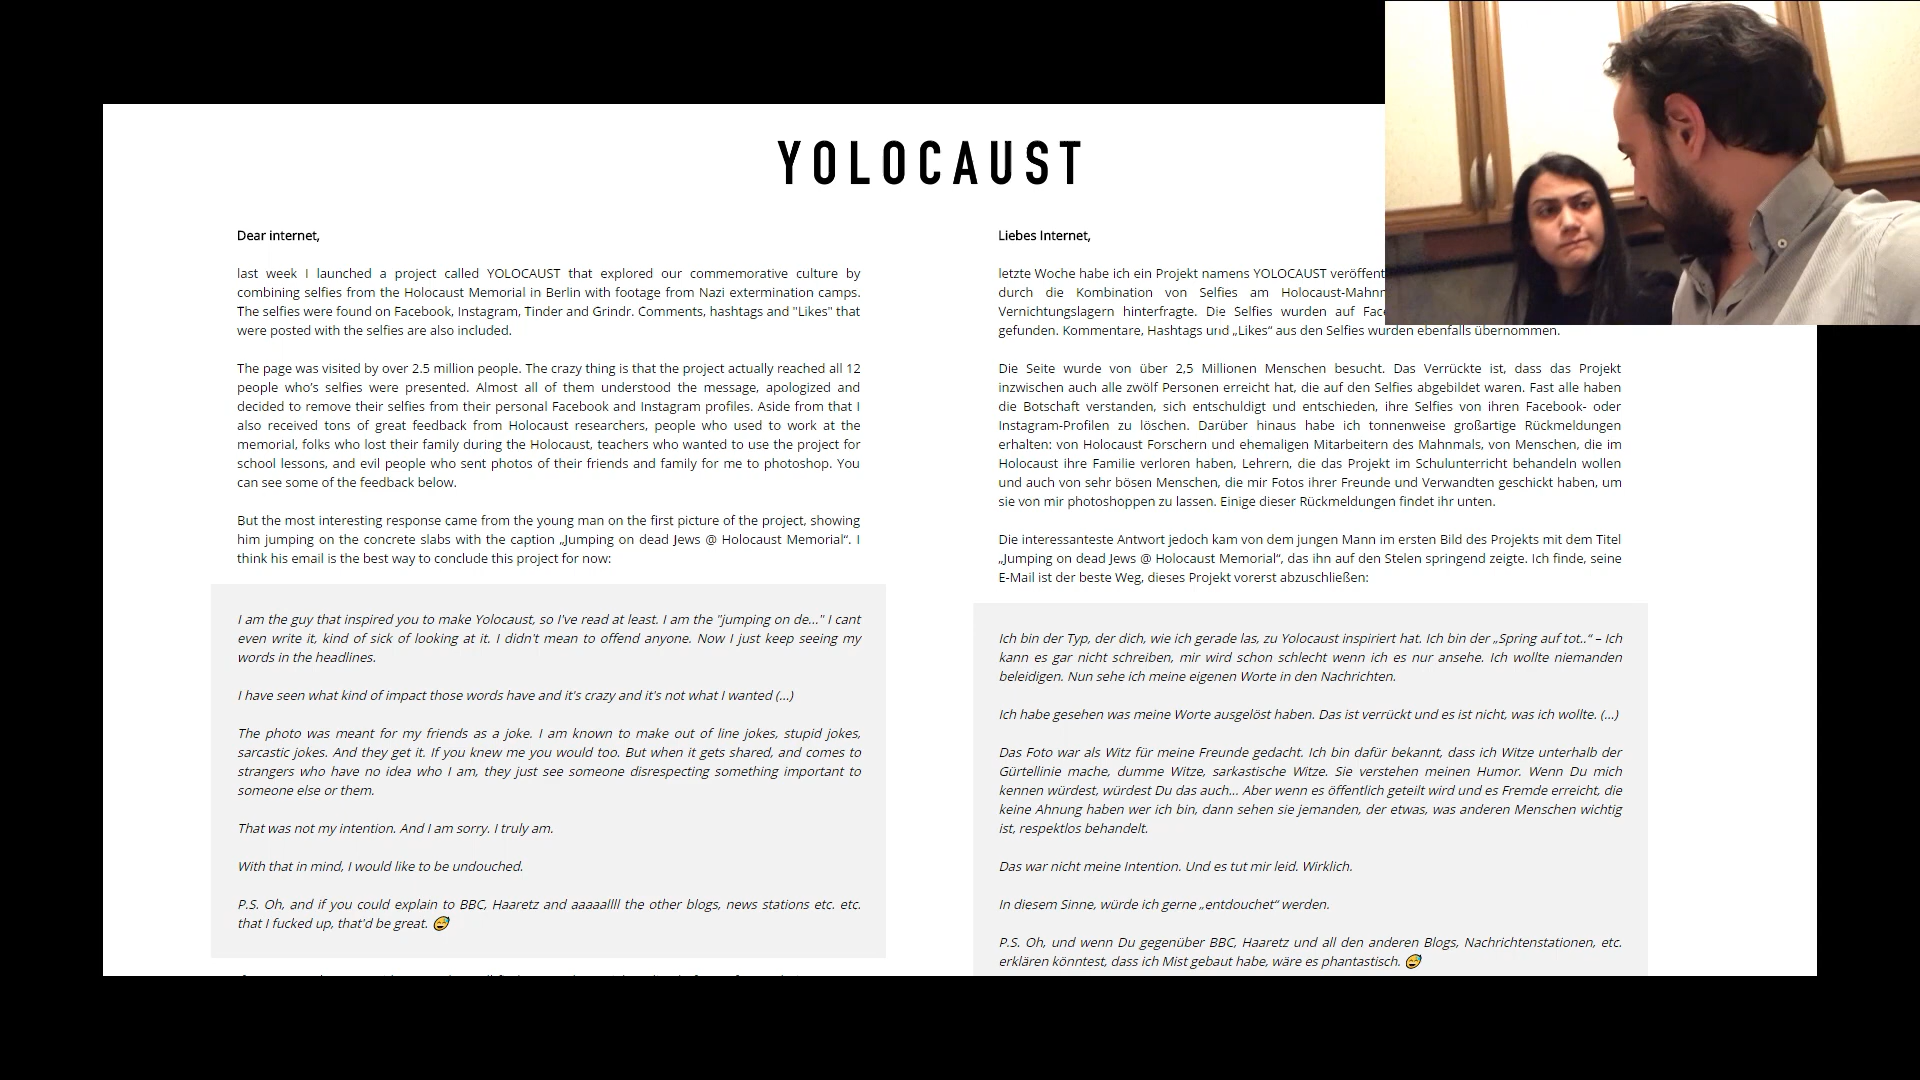 YOLOCAUST
Dear internet,
last week I launched a project called YOLOCAUST that explored our commemorative culture by
combining selfies from the Holocaust Memorial in Berlin with footage from Nazi extermination camps.
The selfies were found on Facebook, Instagram, Tinder and Grindr. Comments, hashtags and "Likes" that
were posted with the selfies are also included.
The page was visited by over 2.5 million people. The crazy thing is that the project actually reached all 12
people who's selfies were presented. Almost all of them understood the message, apologized and
decided to remove their selfies from their personal Facebook and Instagram profiles. Aside from that I
also received tons of great feedback from Holocaust researchers, people who used to work at the
memorial, folks who lost their family during the Holocaust, teachers who wanted to use the project for
school lessons, and evil people who sent photos of their friends and family for me to photoshop. You
can see some of the feedback below.
But the most interesting response came from the young man on the first picture of the project, showing
him jumping on the concrete slabs with the caption „Jumping on dead Jews @ Holocaust Memorial“. I
think his email is the best way to conclude this project for now:
I am the guy that inspired you to make Yolocaust, so I've read at least. I am the "jumping on de..." I cant
even write it, kind of sick of looking at it. I didn't mean to offend anyone. Now I just keep seeing my
words in the headlines.
I have seen what kind of impact those words have and it's crazy and it's not what I wanted (...)
The photo was meant for my friends as a joke. I am known to make out of line jokes, stupid jokes,
sarcastic jokes. And they get it. If you knew me you would too. But when it gets shared, and comes to
strangers who have no idea who I am, they just see someone disrespecting something important to
someone else or them.
That was not my intention. And I am sorry. I truly am.
With that in mind, I would like to be undouched.
P.S. Oh, and if you could explain to BBC, Haaretz and aaaaallll the other blogs, news stations etc. etc.
that I fucked up, that'd be great. 😅
Liebes Internet,
letzte Woche habe ich ein Projekt namens YOLOCAUST
durch die Kombination von Selfies am
Vernichtungslagern hinterfragte. Die Selfies wurden auf
gefunden. Kommentare, Hashtags und „Likes“ aus den Selfies wurden ebenfalls übernommen.
Die Seite wurde von über 2,5 Millionen Menschen besucht. Das Verrückte ist, dass das Projekt
inzwischen auch alle zwölf Personen erreicht hat, die auf den Selfies abgebildet waren. Fast alle haben
die Botschaft verstanden, sich entschuldigt und entschieden, ihre Selfies von ihren Facebook- oder
Instagram-Profilen zu löschen. Darüber hinaus habe ich tonnenweise großartige Rückmeldungen
erhalten: von Holocaust Forschern und ehemaligen Mitarbeitern des Mahnmals, von Menschen, die im
Holocaust ihre Familie verloren haben, Lehrern, die das Projekt im Schulunterricht behandeln wollen
und auch von sehr bösen Menschen, die mir Fotos ihrer Freunde und Verwandten geschickt haben, um
sie von mir photoshoppen zu lassen. Einige dieser Rückmeldungen findet ihr unten.
Die interessanteste Antwort jedoch kam von dem jungen Mann im ersten Bild des Projekts mit dem Titel
„Jumping on dead Jews @ Holocaust Memorial“, das ihn auf den Stelen springend zeigte. Ich finde, seine
E-Mail ist der beste Weg, dieses Projekt vorerst abzuschließen:
Ich bin der Typ, der dich, wie ich gerade las, zu Yolocaust inspiriert hat. Ich bin der „Spring auf tot..“ – Ich
kann es gar nicht schreiben, mir wird schon schlecht wenn ich es nur ansehe. Ich wollte niemanden
beleidigen. Nun sehe ich meine eigenen Worte in den Nachrichten.
Ich habe gesehen was meine Worte ausgelöst haben. Das ist verrückt und es ist nicht, was ich wollte. (...)
Das Foto war als Witz für meine Freunde gedacht. Ich bin dafür bekannt, dass ich Witze unterhalb der
Gürtellinie mache, dumme Witze, sarkastische Witze. Sie verstehen meinen Humor. Wenn Du mich
kennen würdest, würdest Du das auch... Aber wenn es öffentlich geteilt wird und es Fremde erreicht, die
keine Ahnung haben wer ich bin, dann sehen sie jemanden, der etwas, was anderen Menschen wichtig
ist, respektlos behandelt.
Das war nicht meine Intention. Und es tut mir leid. Wirklich.
In diesem Sinne, würde ich gerne „entdouchet“ werden.
P.S. Oh, und wenn Du gegenüber BBC, Haaretz und all den anderen Blogs, Nachrichtenstationen, etc.
erklären könntest, dass ich Mist gebaut habe, wäre es phantastisch. 😅